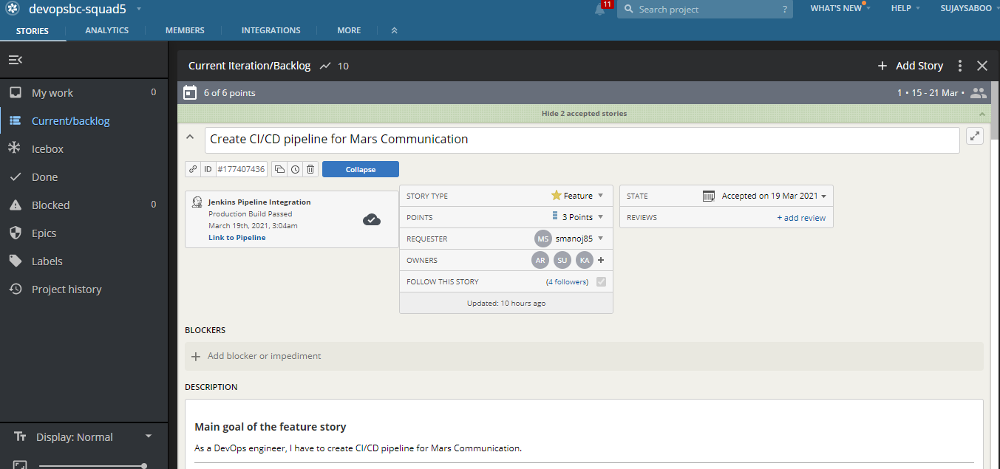 devopsbc-squad5
11
Search project ?
WHAT'S NEW
HELP
SUJAYSABOO
STORIES
ANALYTICS
MEMBERS
INTEGRATIONS
MORE
My work 0
Current/backlog
Icebox
Done
Blocked 0
Epics
Labels
Project history
Display: Normal
Current Iteration/Backlog 10
+ Add Story
6 of 6 points
1 • 15 - 21 Mar •
Hide 2 accepted stories
Create CI/CD pipeline for Mars Communication
ID #177407436
Collapse
Jenkins Pipeline Integration
Production Build Passed
March 19th, 2021, 3:04am
Link to Pipeline
STORY TYPE Feature
POINTS 3 Points
REQUESTER MS smanoj85
OWNERS AR SU KA +
FOLLOW THIS STORY (4 followers)
Updated: 10 hours ago
STATE Accepted on 19 Mar 2021
REVIEWS + add review
BLOCKERS
+ Add blocker or impediment
DESCRIPTION
Main goal of the feature story
As a DevOps engineer, I have to create CI/CD pipeline for Mars Communication.